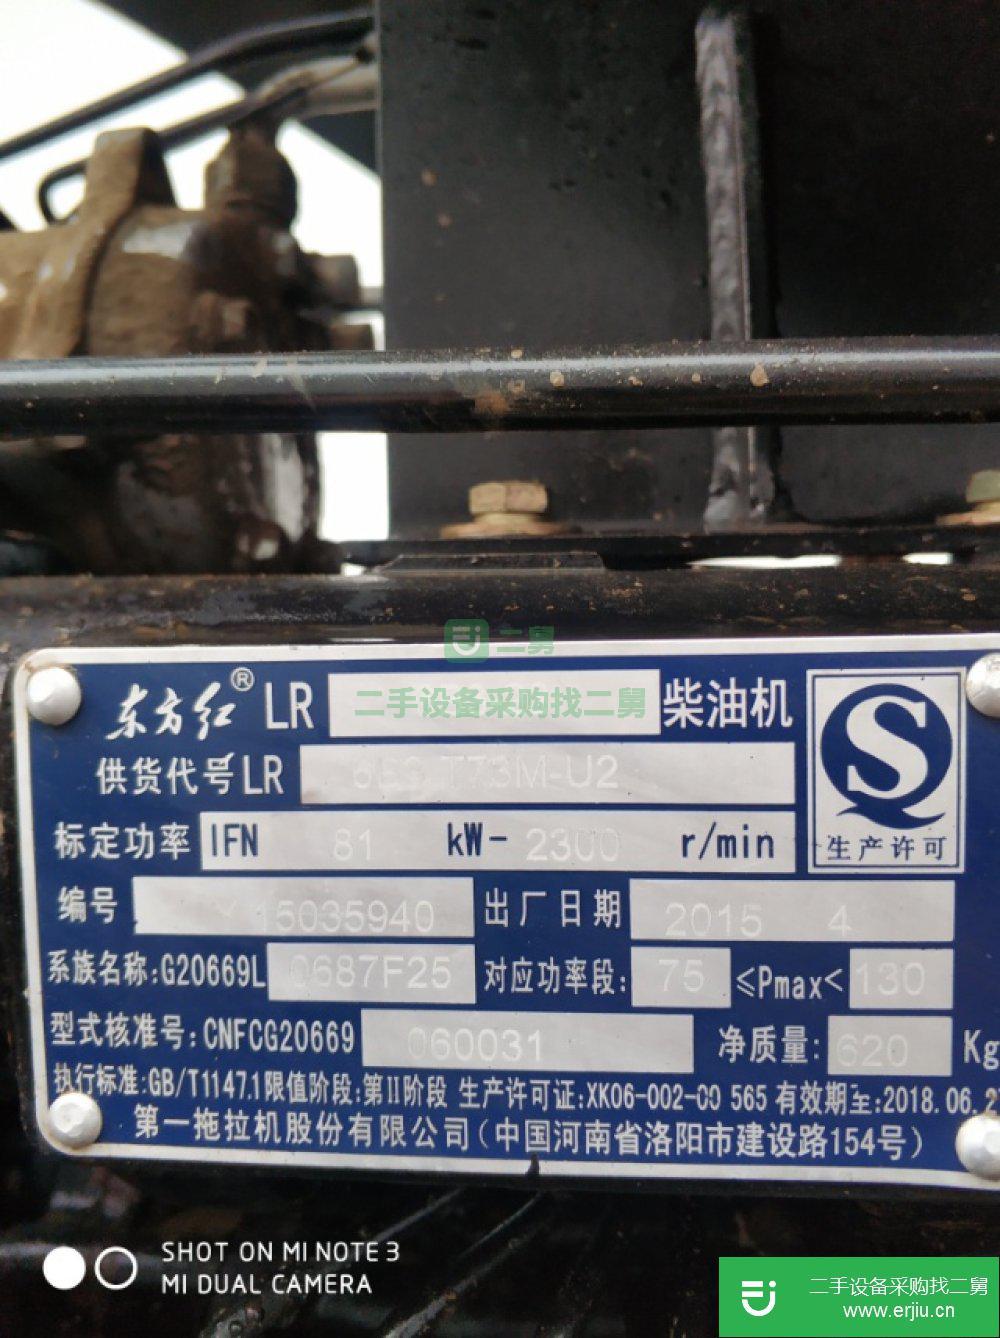 二舅
东方红® LR 二手设备采购找二舅 柴油机
供货代号LR T73M-U2
标定功率 IFN 81 kW- 2300 r/min
生产许可
编号 Y15035940 出厂日期 2015 4
系族名称:G20669L 0687F25 对应功率段: 75 ≤Pmax< 130
型式核准号:CNFCG20669 060031 净质量: 620 Kg
执行标准:GB/T1147.1 限值阶段:第II阶段 生产许可证:XK06-002-00 565 有效期至:2018.06.2
第一拖拉机股份有限公司(中国河南省洛阳市建设路154号)
SHOT ON MI NOTE 3
MI DUAL CAMERA
二手设备采购找二舅
www.erjiu.cn